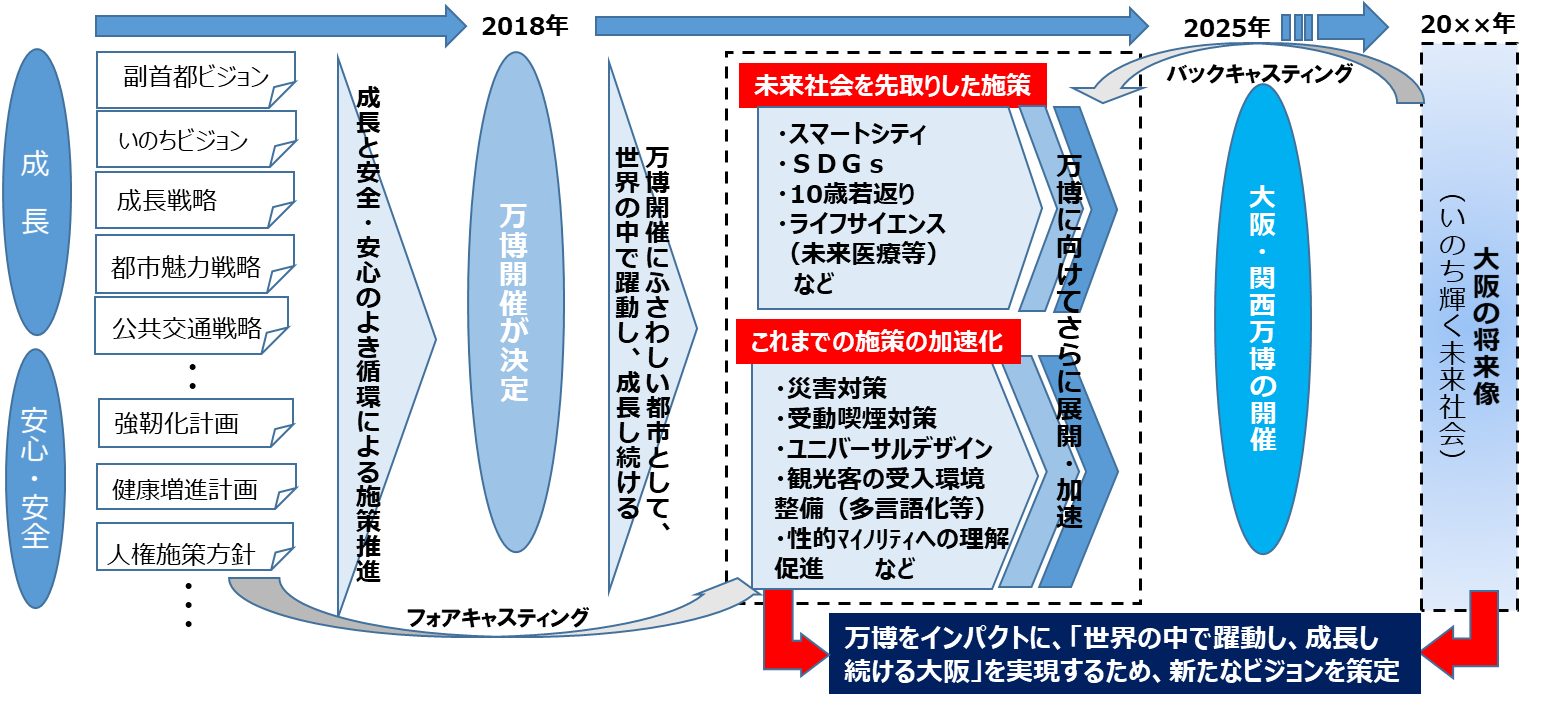 2018年
2025年
20××年
成長
副首都ビジョン
いのちビジョン
成長戦略
都市魅力戦略
公共交通戦略
・・・
安心・安全
強靭化計画
健康増進計画
人権施策方針
・・・
成長と安全・安心のよき循環による施策推進
万博開催が決定
万博開催にふさわしい都市として、
世界の中で躍動し、成長し続ける
未来社会を先取りした施策
・スマートシティ
・ＳＤＧｓ
・10歳若返り
・ライフサイエンス
（未来医療等）
など
これまでの施策の加速化
・災害対策
・受動喫煙対策
・ユニバーサルデザイン
・観光客の受入環境
整備（多言語化等）
・性的ﾏｲﾉﾘﾃｨへの理解
促進　　など
万博に向けてさらに展開・加速
バックキャスティング
大阪・関西万博の開催
大阪の将来像
（いのち輝く未来社会）
フォアキャスティング
万博をインパクトに、「世界の中で躍動し、成長し
続ける大阪」を実現するため、新たなビジョンを策定